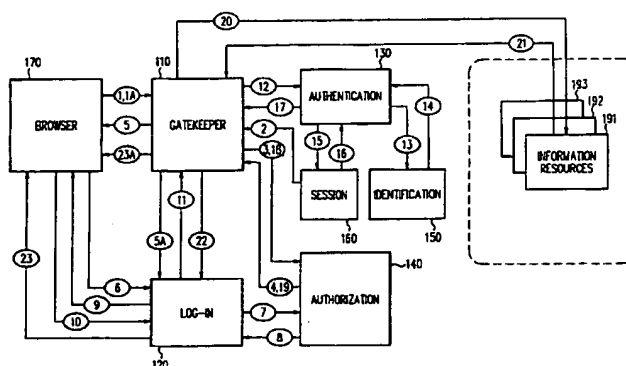 20
21
170
110
130
193
192
191
1,1A
12
AUTHENTICATION
17
14
BROWSER
5
GATEKEEPER
2
15
16
13
INFORMATION
RESOURCES
23A
3,18
SESSION
IDENTIFICATION
160
150
11
5A
22
140
23
6
4,19
9
LOG-IN
7
AUTHORIZATION
10
8
120